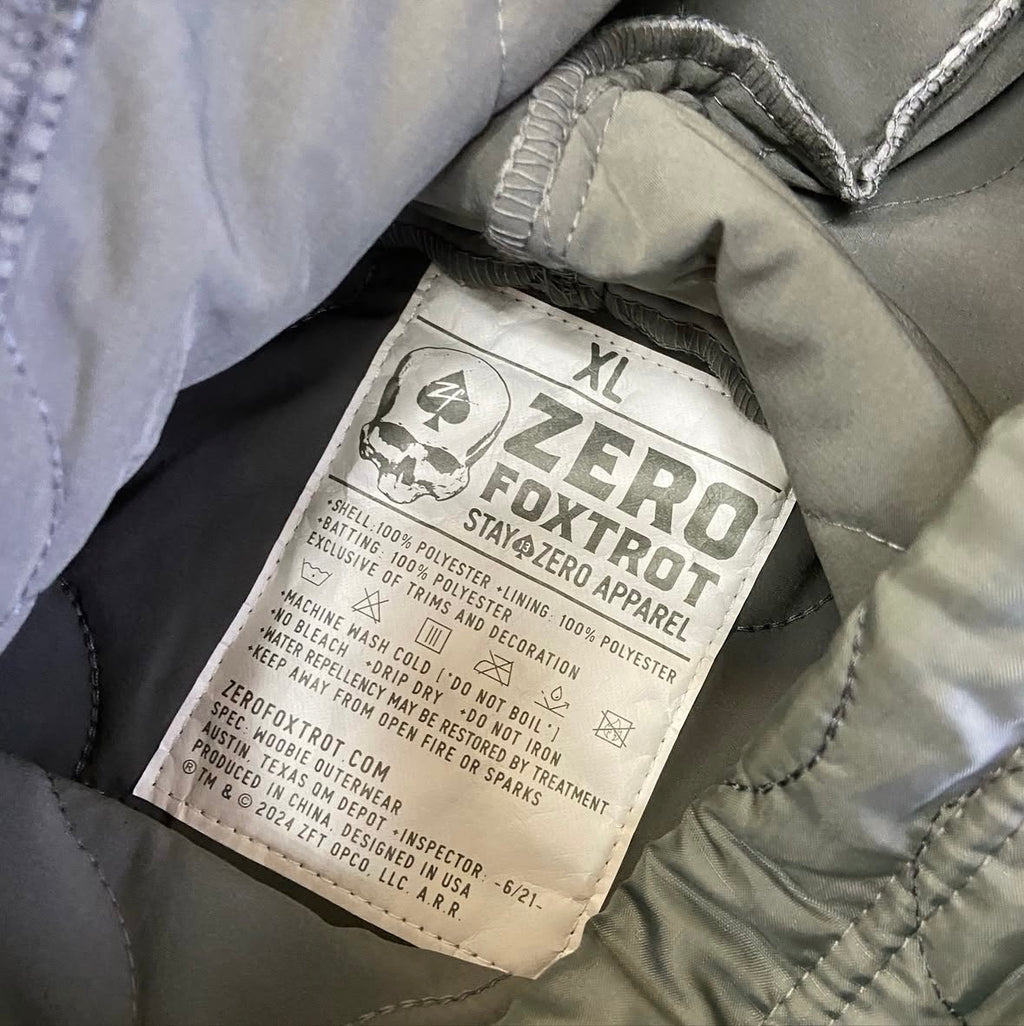 XL
Z4
ZERO
FOXTROT
STAY 13 ZERO APPAREL
+SHELL:100% POLYESTER +LINING: 100% POLYESTER
+BATTING: 100% POLYESTER
EXCLUSIVE OF TRIMS AND DECORATION
+MACHINE WASH COLD [*DO NOT BOIL*]
+NO BLEACH +DRIP DRY +DO NOT IRON
+WATER REPELLENCY MAY BE RESTORED BY TREATMENT
+KEEP AWAY FROM OPEN FIRE OR SPARKS
ZEROFOXTROT.COM
SPEC: WOOBIE OUTERWEAR
AUSTIN, TEXAS QM DEPOT +INSPECTOR: -6/21-
PRODUCED IN CHINA, DESIGNED IN USA
®™ & © 2024 ZFT OPCO, LLC. A.R.R.